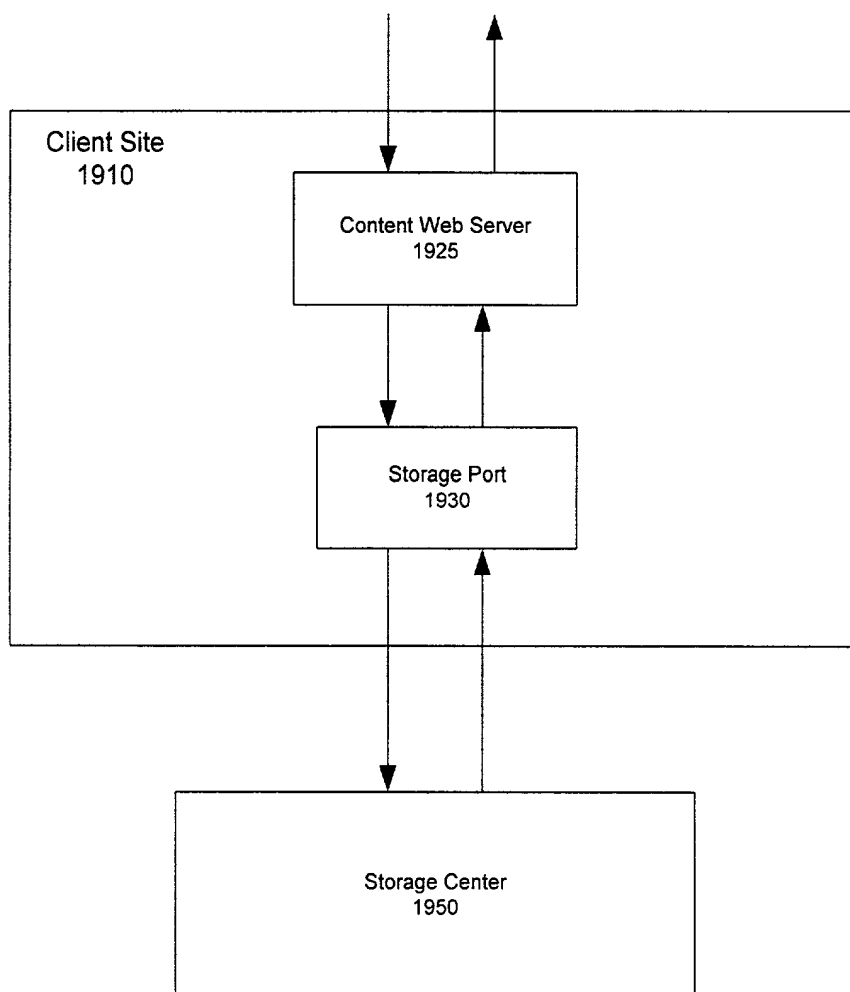 Client Site
1910
Content Web Server
1925
Storage Port
1930
Storage Center
1950